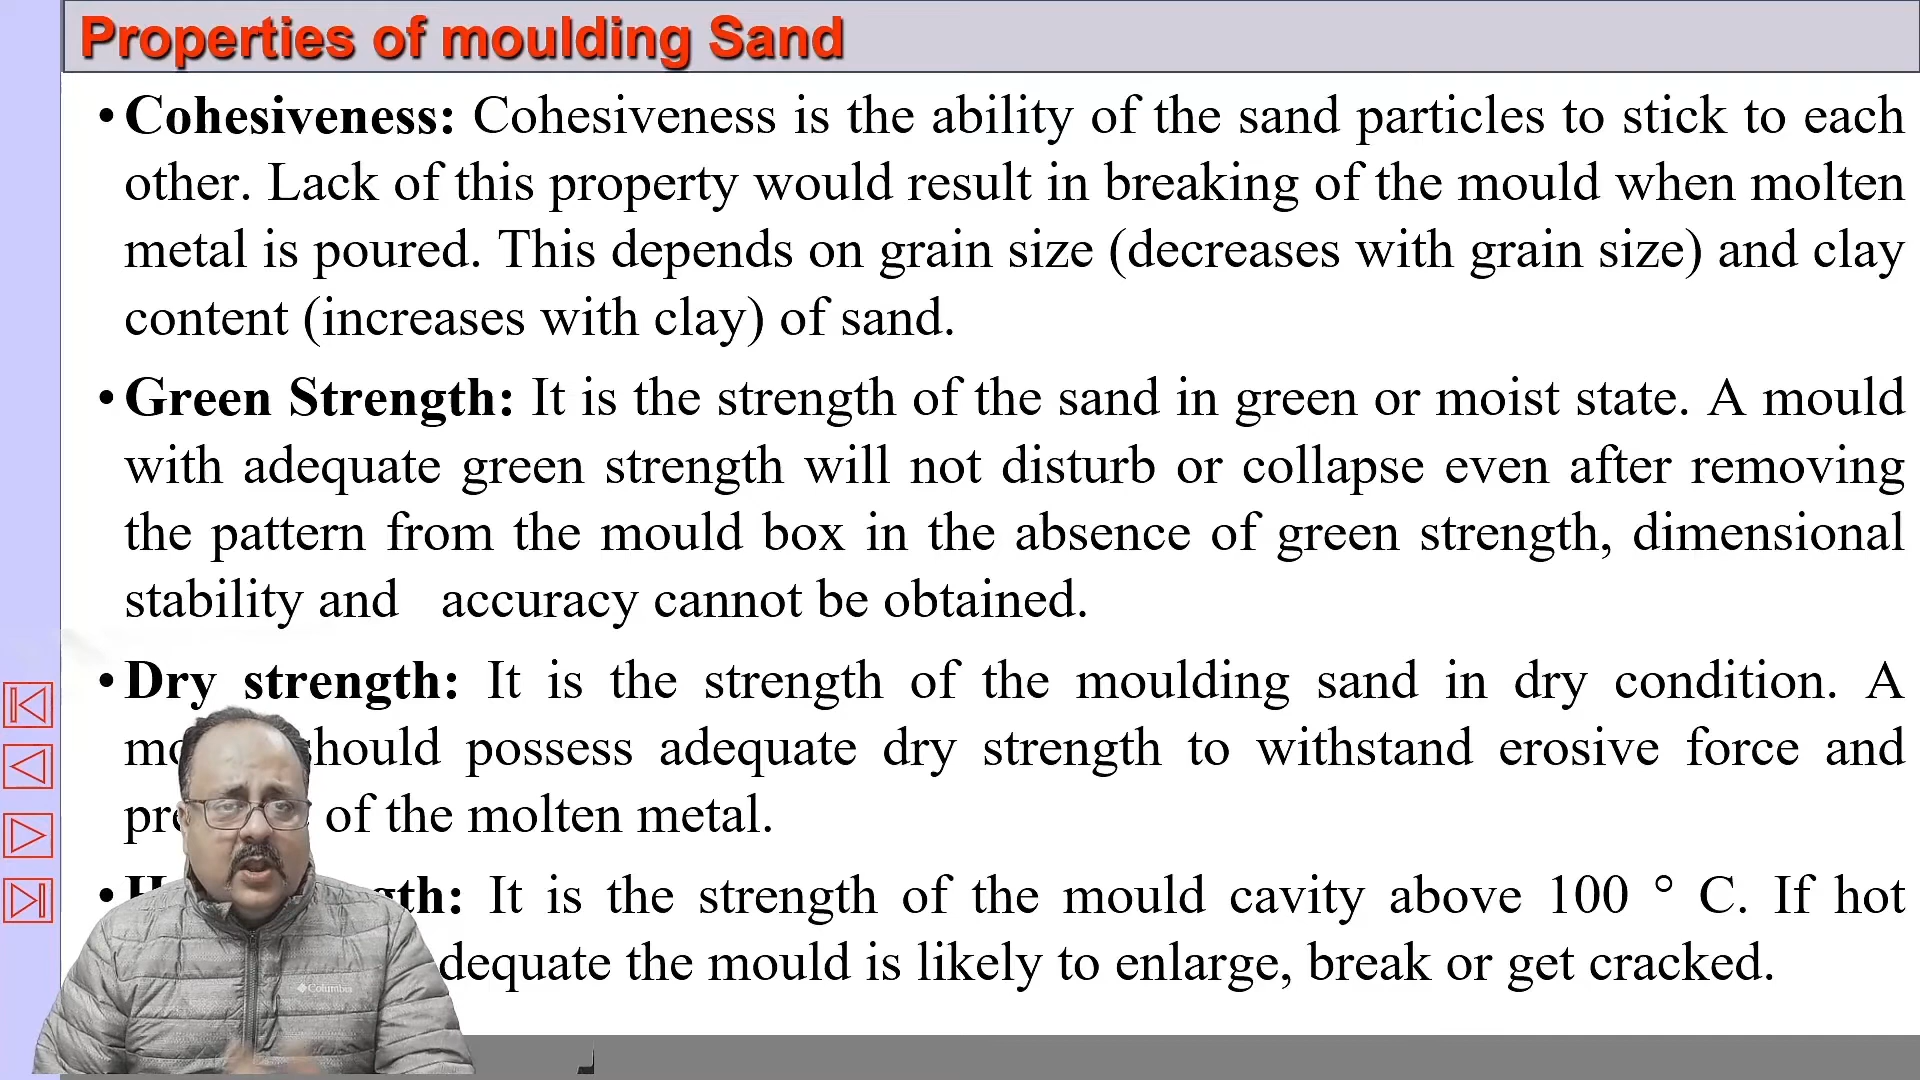 Properties of moulding Sand
• Cohesiveness: Cohesiveness is the ability of the sand particles to stick to each
other. Lack of this property would result in breaking of the mould when molten
metal is poured. This depends on grain size (decreases with grain size) and clay
content (increases with clay) of sand.
• Green Strength: It is the strength of the sand in green or moist state. A mould
with adequate green strength will not disturb or collapse even after removing
the pattern from the mould box in the absence of green strength, dimensional
stability and accuracy cannot be obtained.
• Dry strength: It is the strength of the moulding sand in dry condition. A
should possess adequate dry strength to withstand erosive force and
of the molten metal.
• It is the strength of the mould cavity above 100 ° C. If hot
the mould is likely to enlarge, break or get cracked.
Columbia